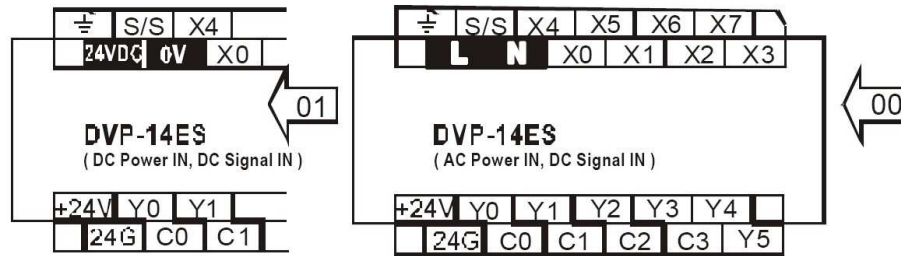 S/S X4
24VDC 0V X0
01
DVP-14ES
( DC Power IN, DC Signal IN )
+24V Y0 Y1
24G C0 C1
S/S X4 X5 X6 X7
L N X0 X1 X2 X3
00
DVP-14ES
( AC Power IN, DC Signal IN )
+24V Y0 Y1 Y2 Y3 Y4
24G C0 C1 C2 C3 Y5